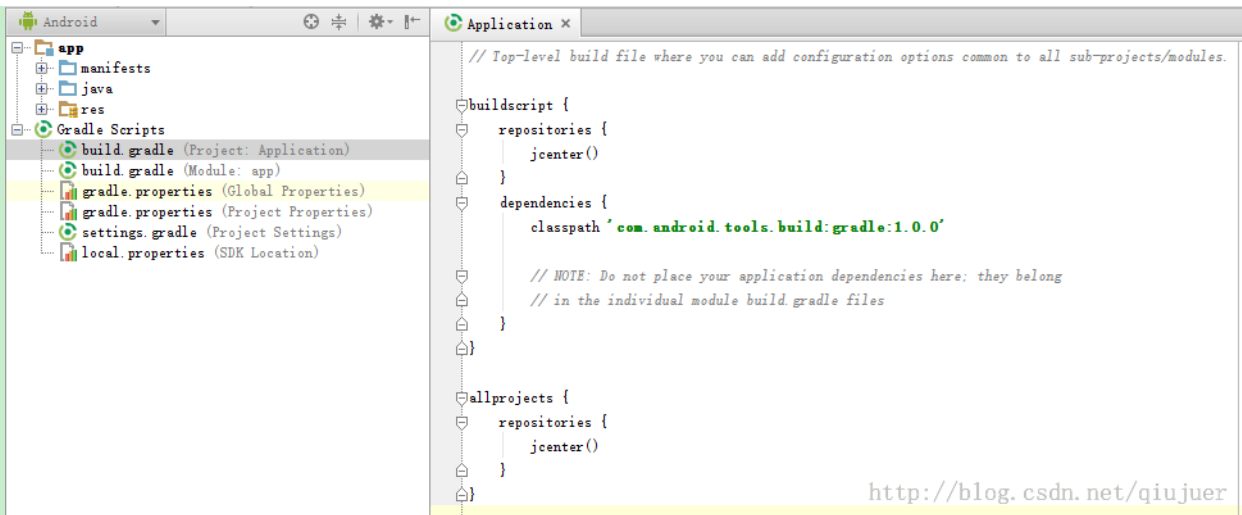 Android
app
manifests
java
res
Gradle Scripts
build.gradle (Project: Application)
build.gradle (Module: app)
gradle.properties (Global Properties)
gradle.properties (Project Properties)
settings.gradle (Project Settings)
local.properties (SDK Location)
Application ×
// Top-level build file where you can add configuration options common to all sub-projects/modules.
buildscript {
repositories {
jcenter()
}
dependencies {
classpath 'com.android.tools.build:gradle:1.0.0'
// NOTE: Do not place your application dependencies here; they belong
// in the individual module build.gradle files
}
}
allprojects {
repositories {
jcenter()
}
}
http://blog.csdn.net/qiujuer